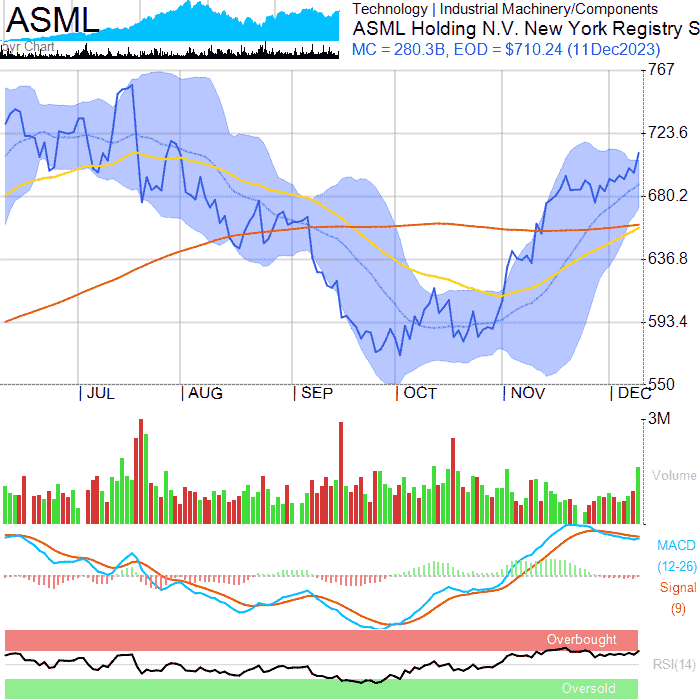 ASML
5yr Chart
Technology | Industrial Machinery/Components
ASML Holding N.V. New York Registry S
MC = 280.3B, EOD = $710.24 (11Dec2023)
767
723.6
680.2
636.8
593.4
550
| JUL | AUG | SEP | OCT | NOV | DEC
3M
Volume
MACD
(12-26)
Signal
(9)
Overbought
RSI(14)
Oversold